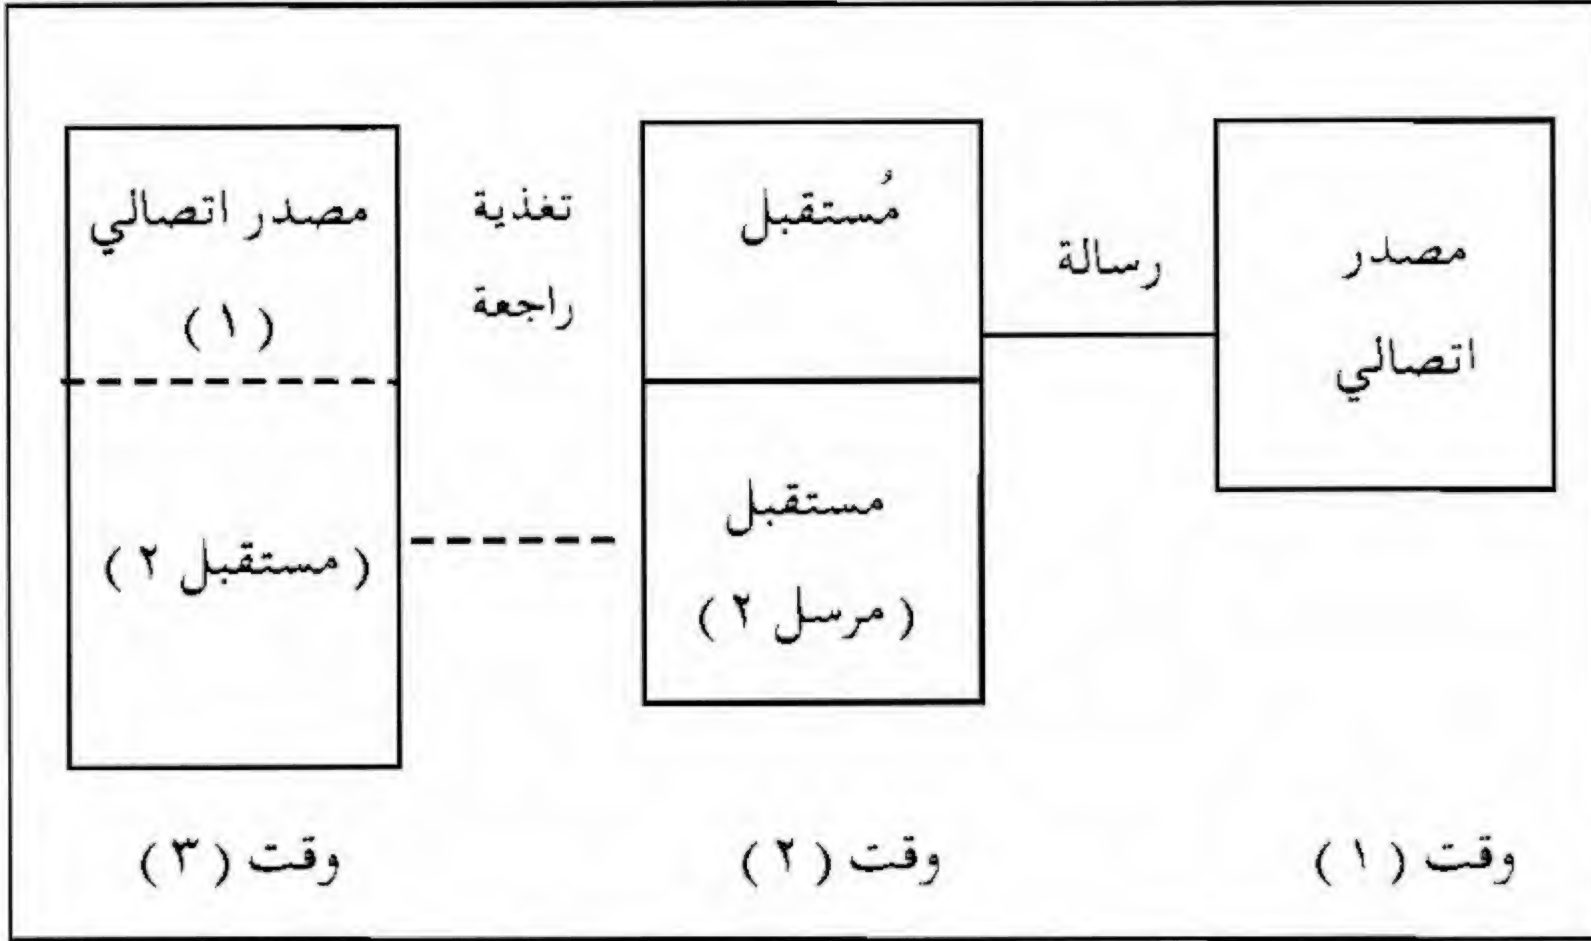 مصدر
اتصالي
رسالة
مُستقبل
مستقبل
( مرسل ٢ )
تغذية
راجعة
مصدر اتصالي
( ١ )
( مستقبل ٢ )
وقت ( ١ )
وقت ( ٢ )
وقت ( ٣ )